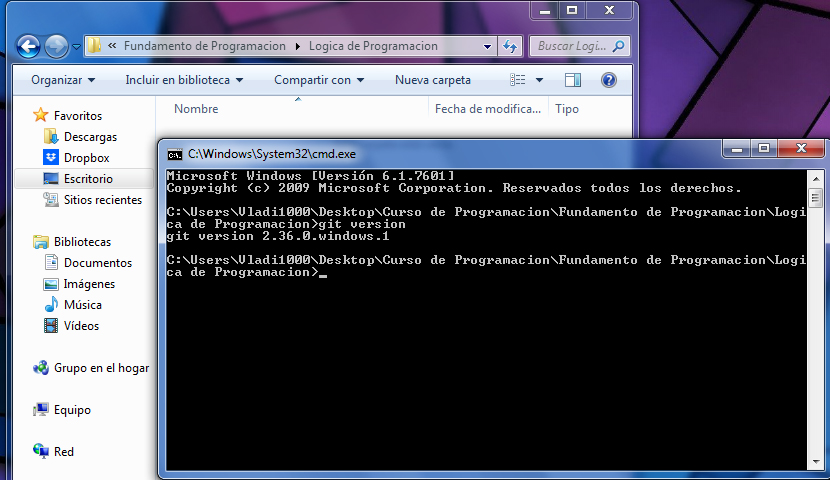 « Fundamento de Programacion ▸ Logica de Programacion
Buscar Logi...
Organizar
Incluir en biblioteca
Compartir con
Nueva carpeta
Nombre
Fecha de modifica...
Tipo
Favoritos
Descargas
Dropbox
Escritorio
Sitios recientes
Bibliotecas
Documentos
Imágenes
Música
Vídeos
Grupo en el hogar
Equipo
Red
C:\Windows\System32\cmd.exe
Microsoft Windows [Versión 6.1.7601]
Copyright (c) 2009 Microsoft Corporation. Reservados todos los derechos.
C:\Users\Vladi1000\Desktop\Curso de Programacion\Fundamento de Programacion\Logi
ca de Programacion>git version
git version 2.36.0.windows.1
C:\Users\Vladi1000\Desktop\Curso de Programacion\Fundamento de Programacion\Logi
ca de Programacion>_